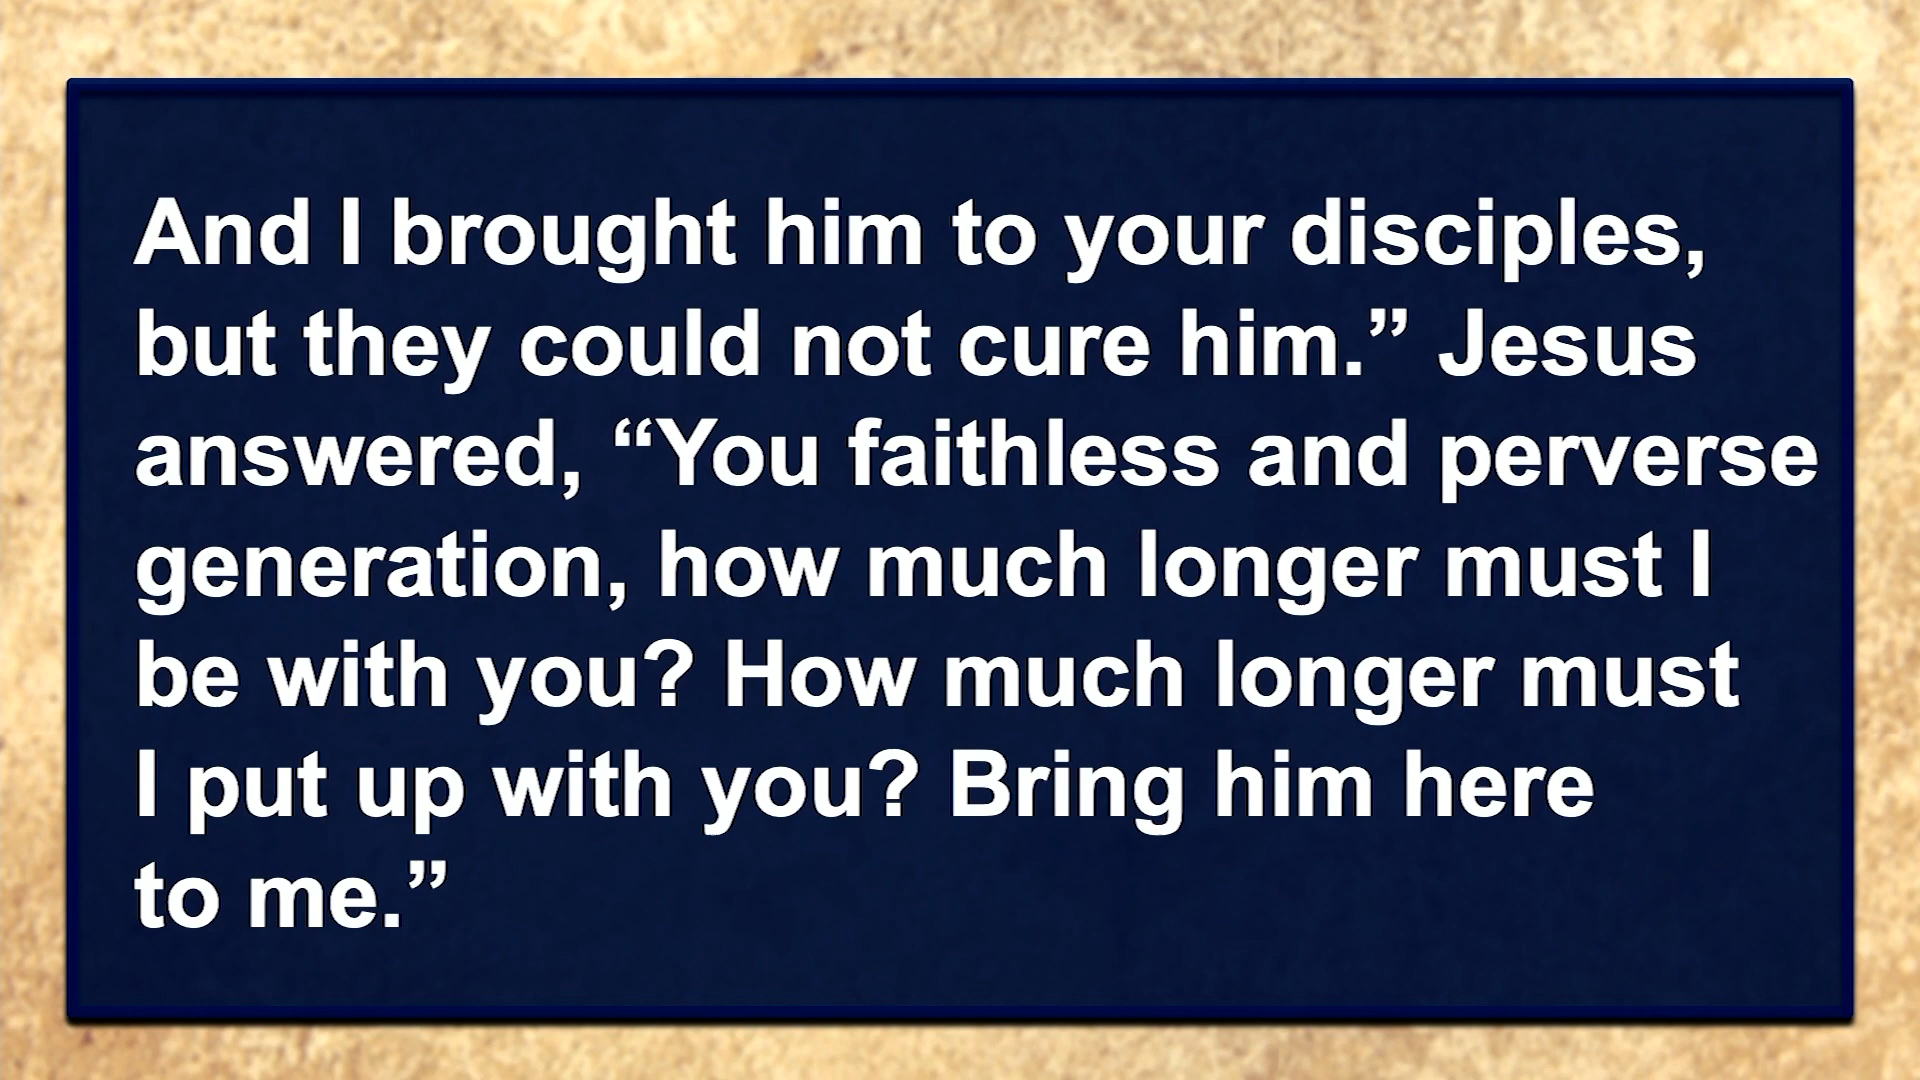 And I brought him to your disciples,
but they could not cure him.” Jesus
answered, “You faithless and perverse
generation, how much longer must I
be with you? How much longer must
I put up with you? Bring him here
to me.”